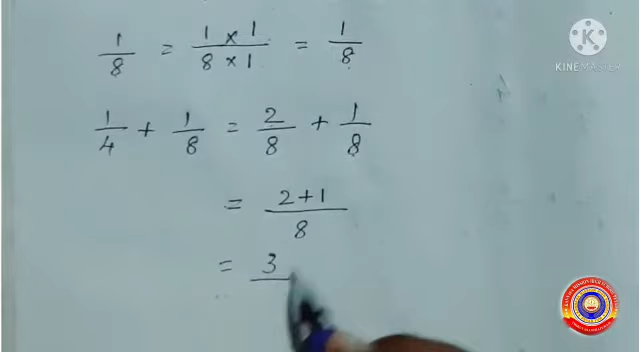 1/8 = 1 × 1/8 × 1 = 1/8
KINEMASTER
1/4 + 1/8 = 2/8 + 1/8
= 2+1/8
= 3